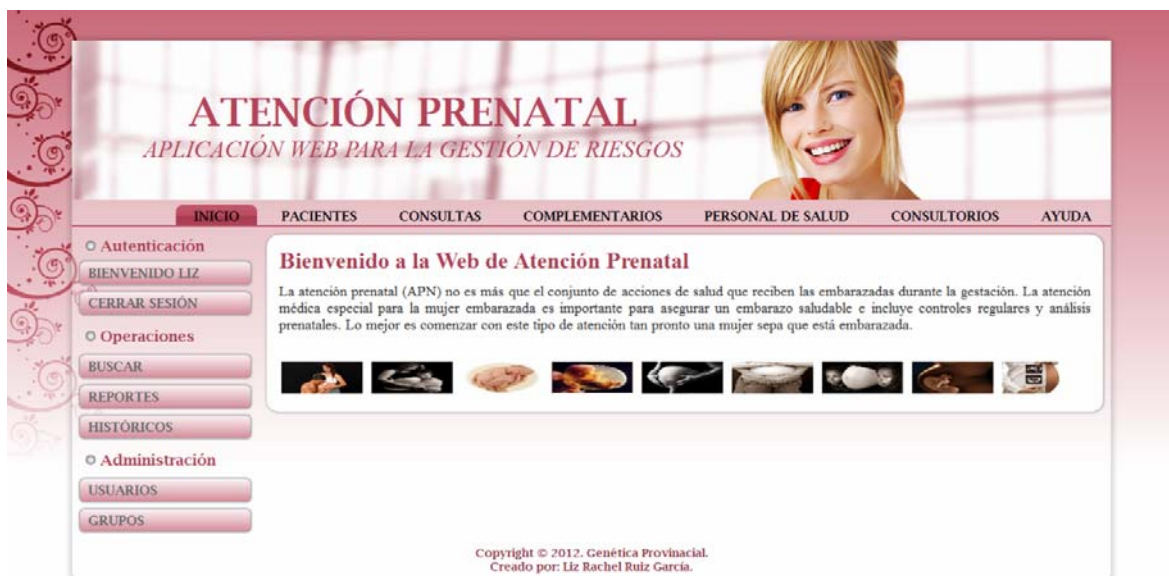 ATENCIÓN PRENATAL
APLICACIÓN WEB PARA LA GESTIÓN DE RIESGOS
INICIO PACIENTES CONSULTAS COMPLEMENTARIOS PERSONAL DE SALUD CONSULTORIOS AYUDA
Autenticación
BIENVENIDO LIZ
CERRAR SESIÓN
Operaciones
BUSCAR
REPORTES
HISTÓRICOS
Administración
USUARIOS
GRUPOS
Bienvenido a la Web de Atención Prenatal
La atención prenatal (APN) no es más que el conjunto de acciones de salud que reciben las embarazadas durante la gestación. La atención
médica especial para la mujer embarazada es importante para asegurar un embarazo saludable e incluye controles regulares y análisis
prenatales. Lo mejor es comenzar con este tipo de atención tan pronto una mujer sepa que está embarazada.
Copyright © 2012. Genética Provinacial.
Creado por: Liz Rachel Ruiz García.